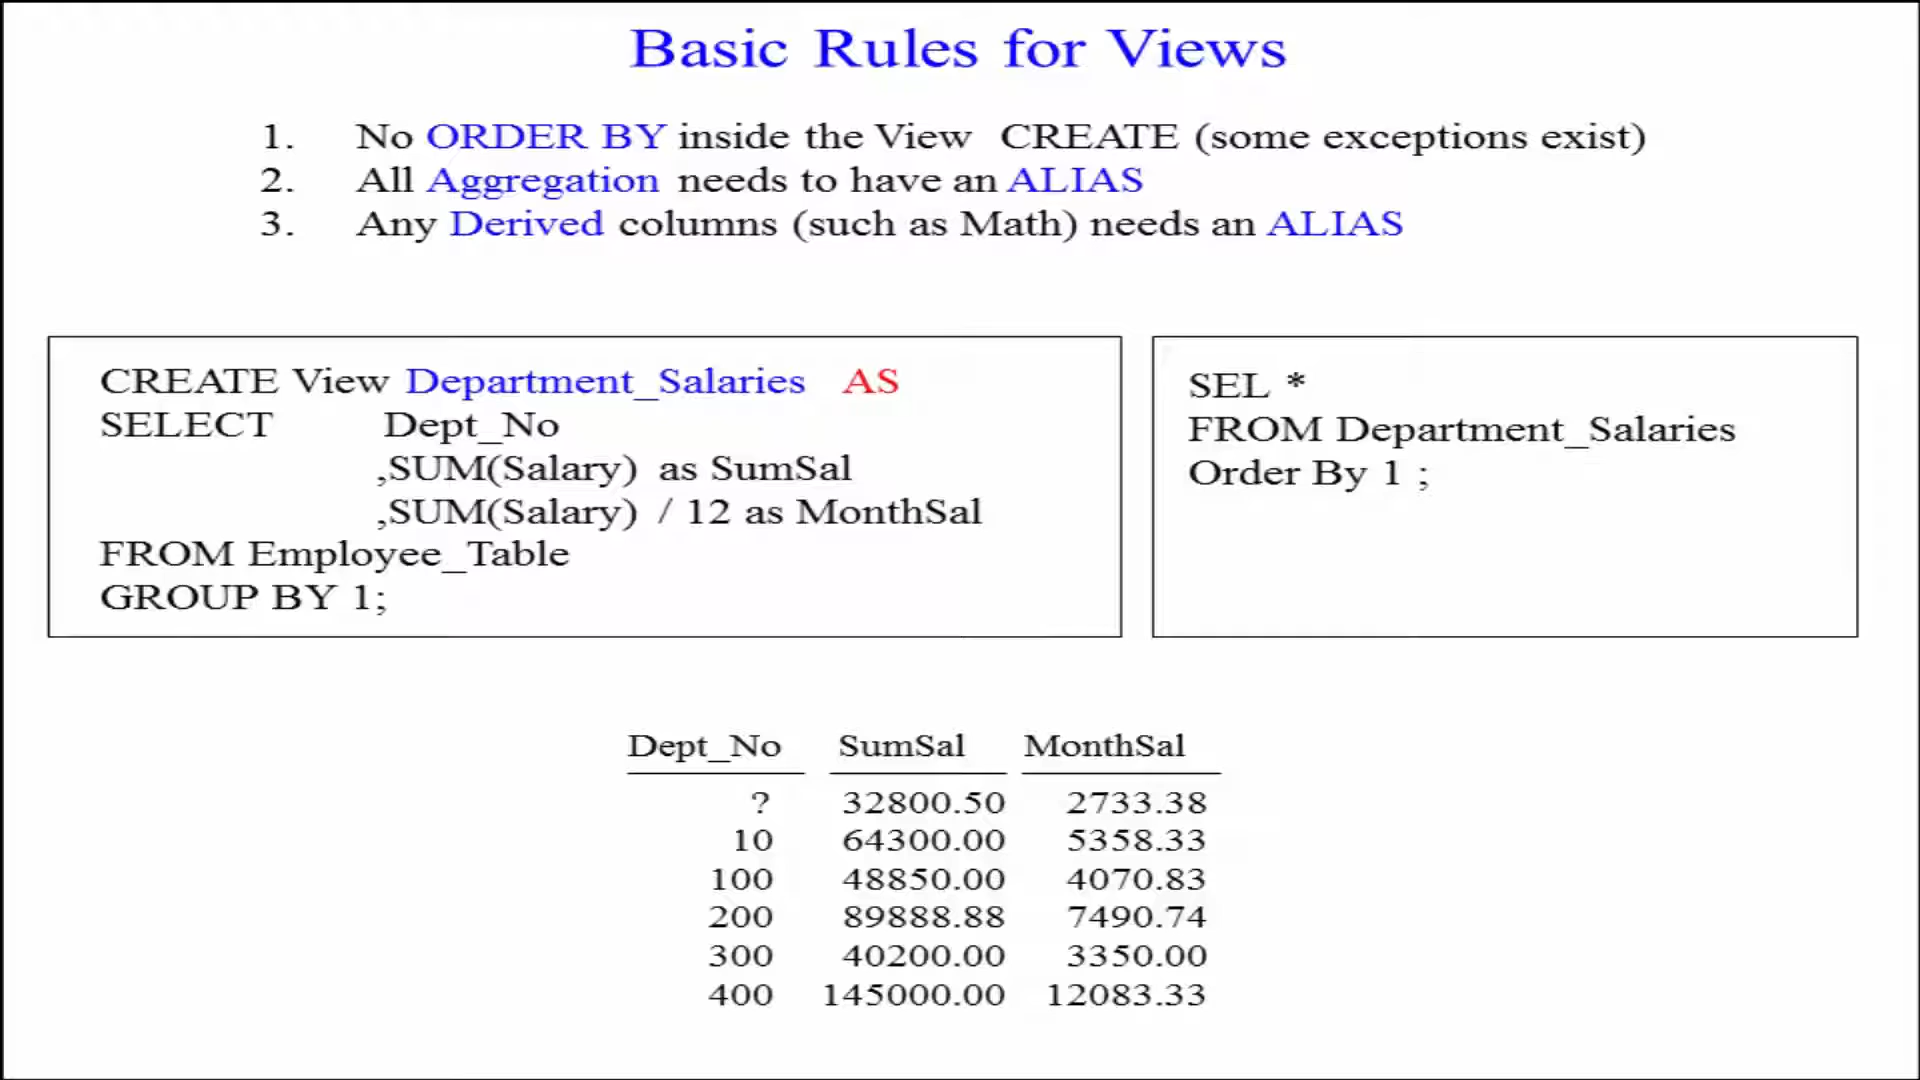 Basic Rules for Views
1. No ORDER BY inside the View CREATE (some exceptions exist)
2. All Aggregation needs to have an ALIAS
3. Any Derived columns (such as Math) needs an ALIAS
CREATE View Department_Salaries AS
SELECT Dept_No
,SUM(Salary) as SumSal
,SUM(Salary) / 12 as MonthSal
FROM Employee_Table
GROUP BY 1;
SEL *
FROM Department_Salaries
Order By 1 ;
Dept_No SumSal MonthSal
? 32800.50 2733.38
10 64300.00 5358.33
100 48850.00 4070.83
200 89888.88 7490.74
300 40200.00 3350.00
400 145000.00 12083.33